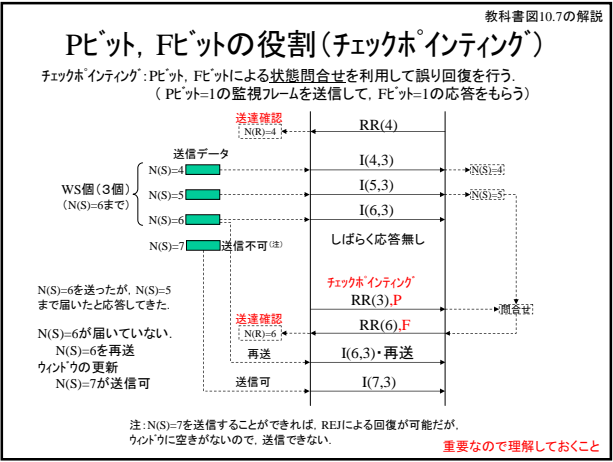 教科書図10.7の解説
Pビット,Fビットの役割(チェックポインティング)
チェックポインティング:Pビット,Fビットによる状態問合せを利用して誤り回復を行う.
(Pビット=1の監視フレームを送信して,Fビット=1の応答をもらう)
送達確認
N(R)=4
RR(4)
送信データ
N(S)=4
I(4,3)
N(S)=4
WS個(3個)
(N(S)=6まで)
N(S)=5
I(5,3)
N(S)=5
N(S)=6
I(6,3)
N(S)=7
送信不可(注)
しばらく応答無し
N(S)=6を送ったが,N(S)=5
まで届いたと応答してきた.
チェックポインティング
RR(3),P
問合せ
送達確認
N(R)=6
RR(6),F
N(S)=6が届いていない.
N(S)=6を再送
再送
I(6,3)・再送
ウィンドウの更新
N(S)=7が送信可
送信可
I(7,3)
注:N(S)=7を送信することができれば,REJによる回復が可能だが,
ウィンドウに空きがないので,送信できない.
重要なので理解しておくこと